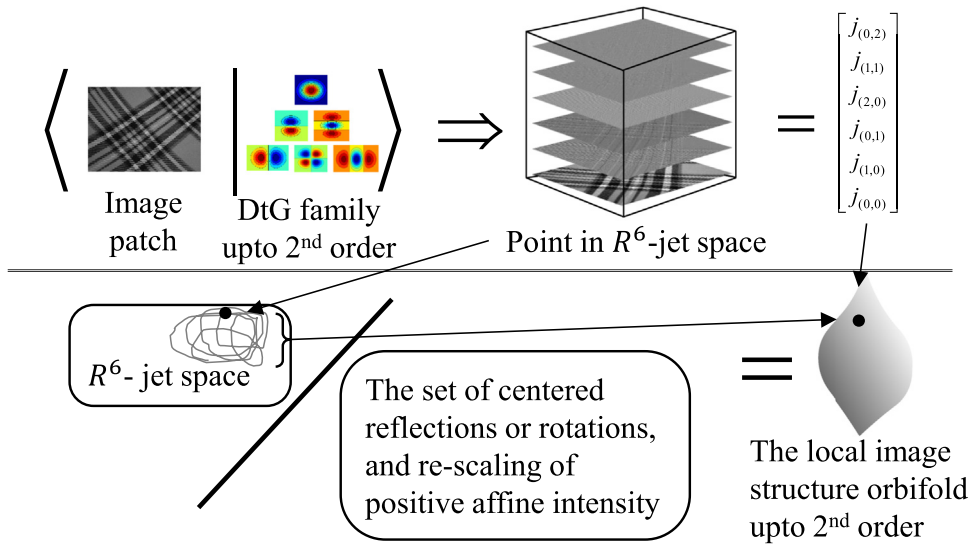 Image
patch
DtG family
upto 2nd order
Point in R⁶-jet space
=
j(0,2)
j(1,1)
j(2,0)
j(0,1)
j(1,0)
j(0,0)
R⁶- jet space
The set of centered
reflections or rotations,
and re-scaling of
positive affine intensity
=
The local image
structure orbifold
upto 2nd order